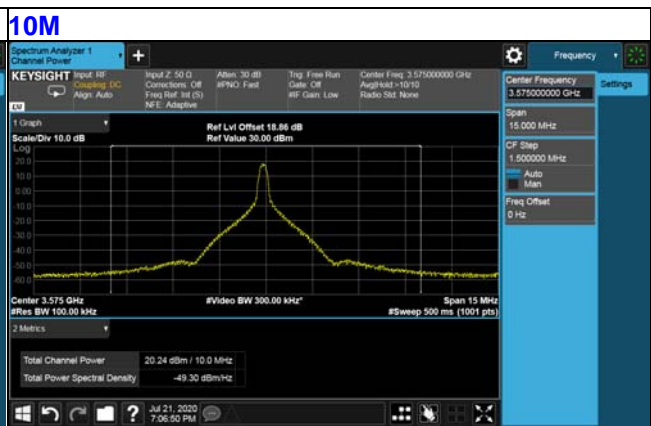 10M
Spectrum Analyzer 1
Channel Power
+
Frequency
KEYSIGHT
Input: RF
Coupling: DC
Align: Auto
Input Z: 50 Ω
Corrections: Off
Freq Ref: Int (S)
NFE: Adaptive
Atten: 30 dB
#PNO: Fast
Trig: Free Run
Gate: Off
#IF Gain: Low
Center Freq: 3.575000000 GHz
Avg|Hold:>10/10
Radio Std: None
LXI
Center Frequency
3.575000000 GHz
Settings
Span
15.000 MHz
CF Step
1.500000 MHz
Auto
Man
Freq Offset
0 Hz
1 Graph
Scale/Div 10.0 dB
Ref Lvl Offset 18.86 dB
Ref Value 30.00 dBm
Log
20.0
10.0
0.00
-10.0
-20.0
-30.0
-40.0
-50.0
-60.0
Center 3.575 GHz
#Video BW 300.00 kHz*
Span 15 MHz
#Res BW 100.00 kHz
#Sweep 500 ms (1001 pts)
2 Metrics
Total Channel Power
20.24 dBm / 10.0 MHz
Total Power Spectral Density
-49.30 dBm/Hz
?
Jul 21, 2020
7:06:50 PM